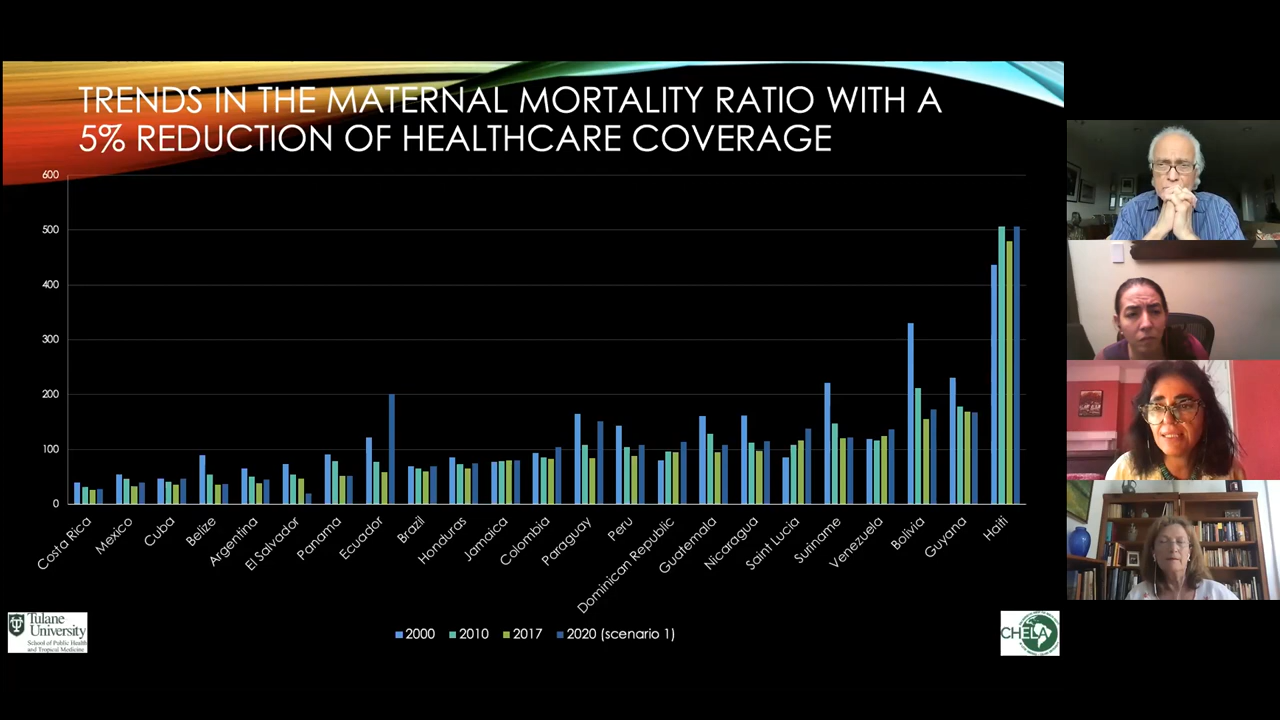 TRENDS IN THE MATERNAL MORTALITY RATIO WITH A
5% REDUCTION OF HEALTHCARE COVERAGE
600
500
400
300
200
100
0
Costa Rica
Mexico
Cuba
Belize
Argentina
El Salvador
Panama
Ecuador
Brazil
Honduras
Jamaica
Colombia
Paraguay
Peru
Dominican Republic
Guatemala
Nicaragua
Saint Lucia
Suriname
Venezuela
Bolivia
Guyana
Haiti
2000 2010 2017 2020 (scenario 1)
Tulane
University
School of Public Health
and Tropical Medicine
CHELA